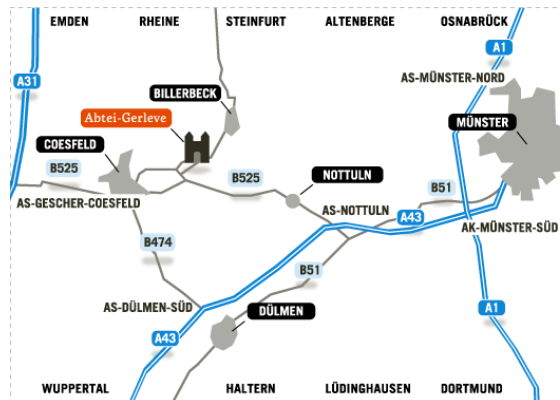 EMDEN RHEINE STEINFURT ALTENBERGE OSNABRÜCK
A1
A31
AS-MÜNSTER-NORD
BILLERBECK
Abtei-Gerleve
MÜNSTER
COESFELD
B525
B525
NOTTULN
B51
AS-GESCHER-COESFELD
AS-NOTTULN
A43
AK-MÜNSTER-SÜD
B474
B51
AS-DÜLMEN-SÜD
A1
DÜLMEN
A43
WUPPERTAL HALTERN LÜDINGHAUSEN DORTMUND